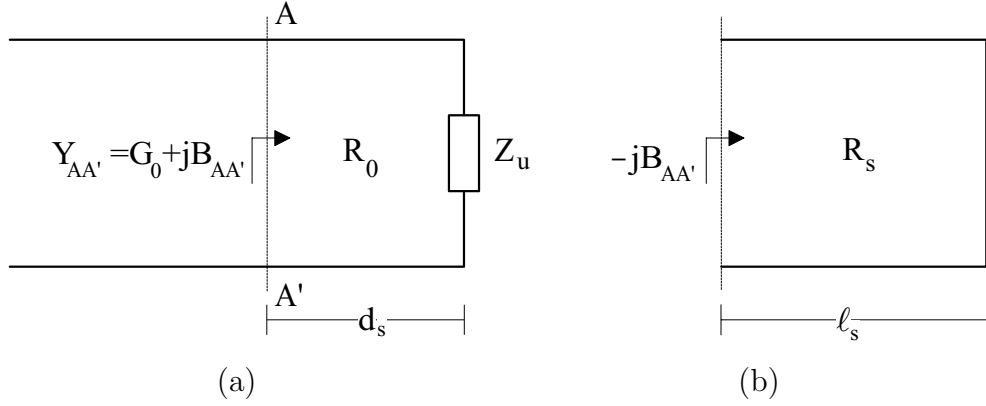 A
Y_AA' =G_0+jB_AA'
R_0
Z_u
A'
d_s
(a)
-jB_AA'
R_s
ℓ_s
(b)